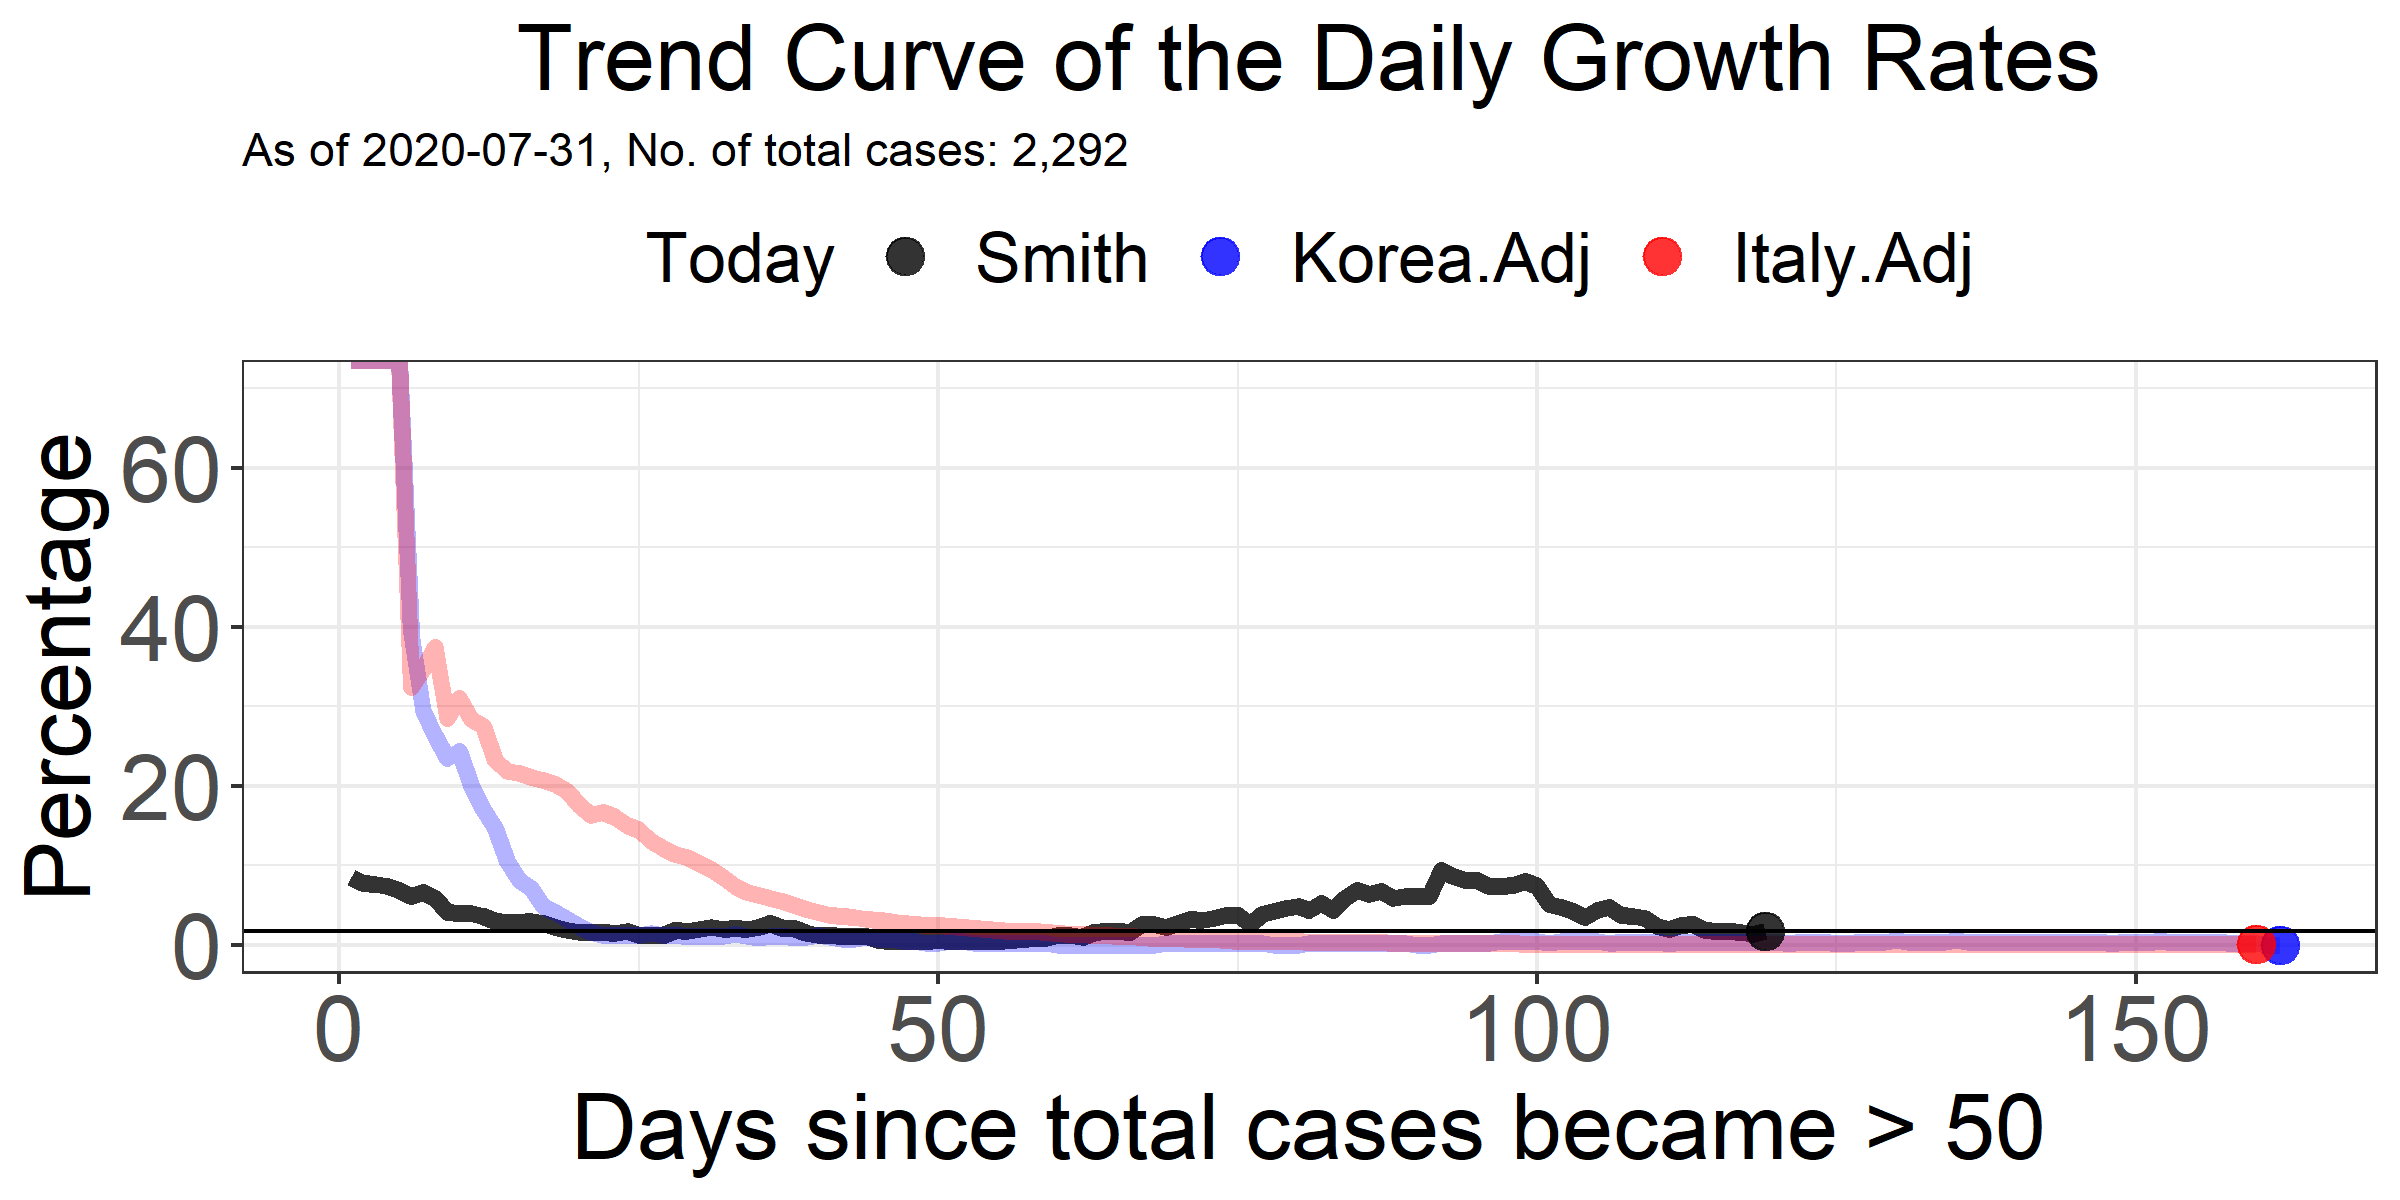 Trend Curve of the Daily Growth Rates
As of 2020-07-31, No. of total cases: 2,292
Today Smith Korea.Adj Italy.Adj
Percentage
60
40
20
0
0 50 100 150
Days since total cases became > 50